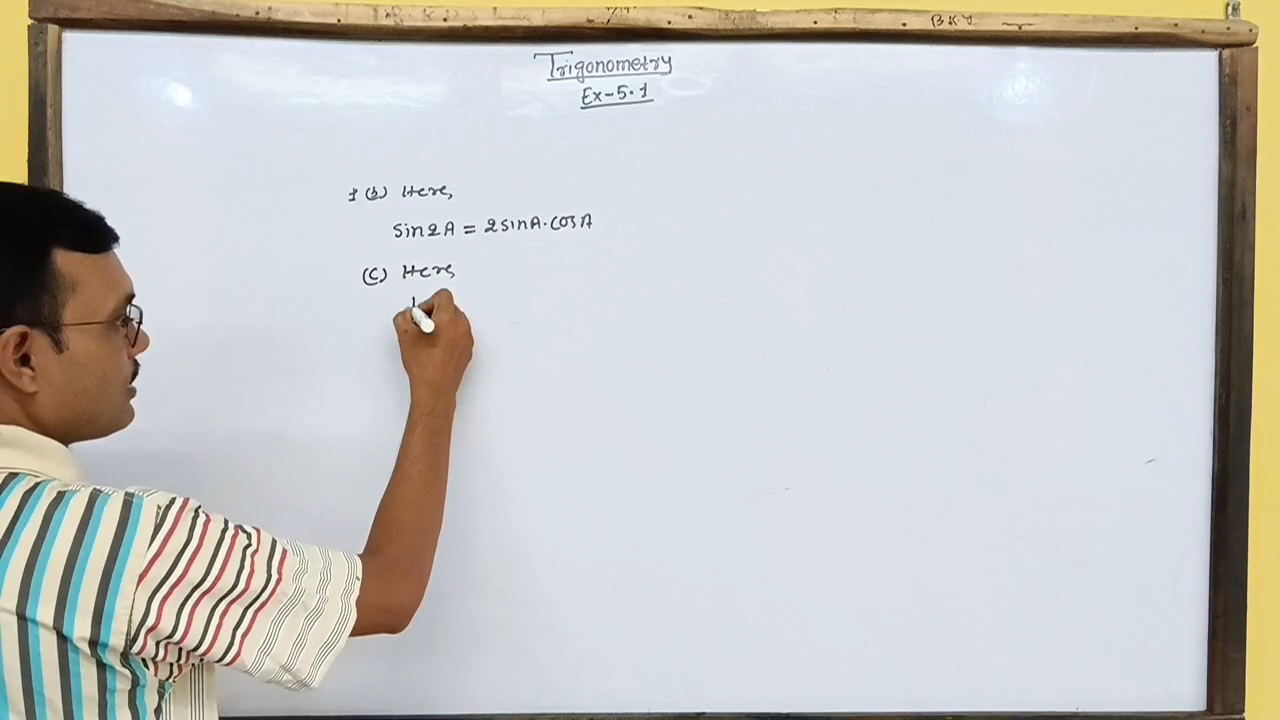 B.K.
Trigonometry
Ex-5.1
1 (b) Here,
sin2A = 2sinA.cosA
(c) Here,